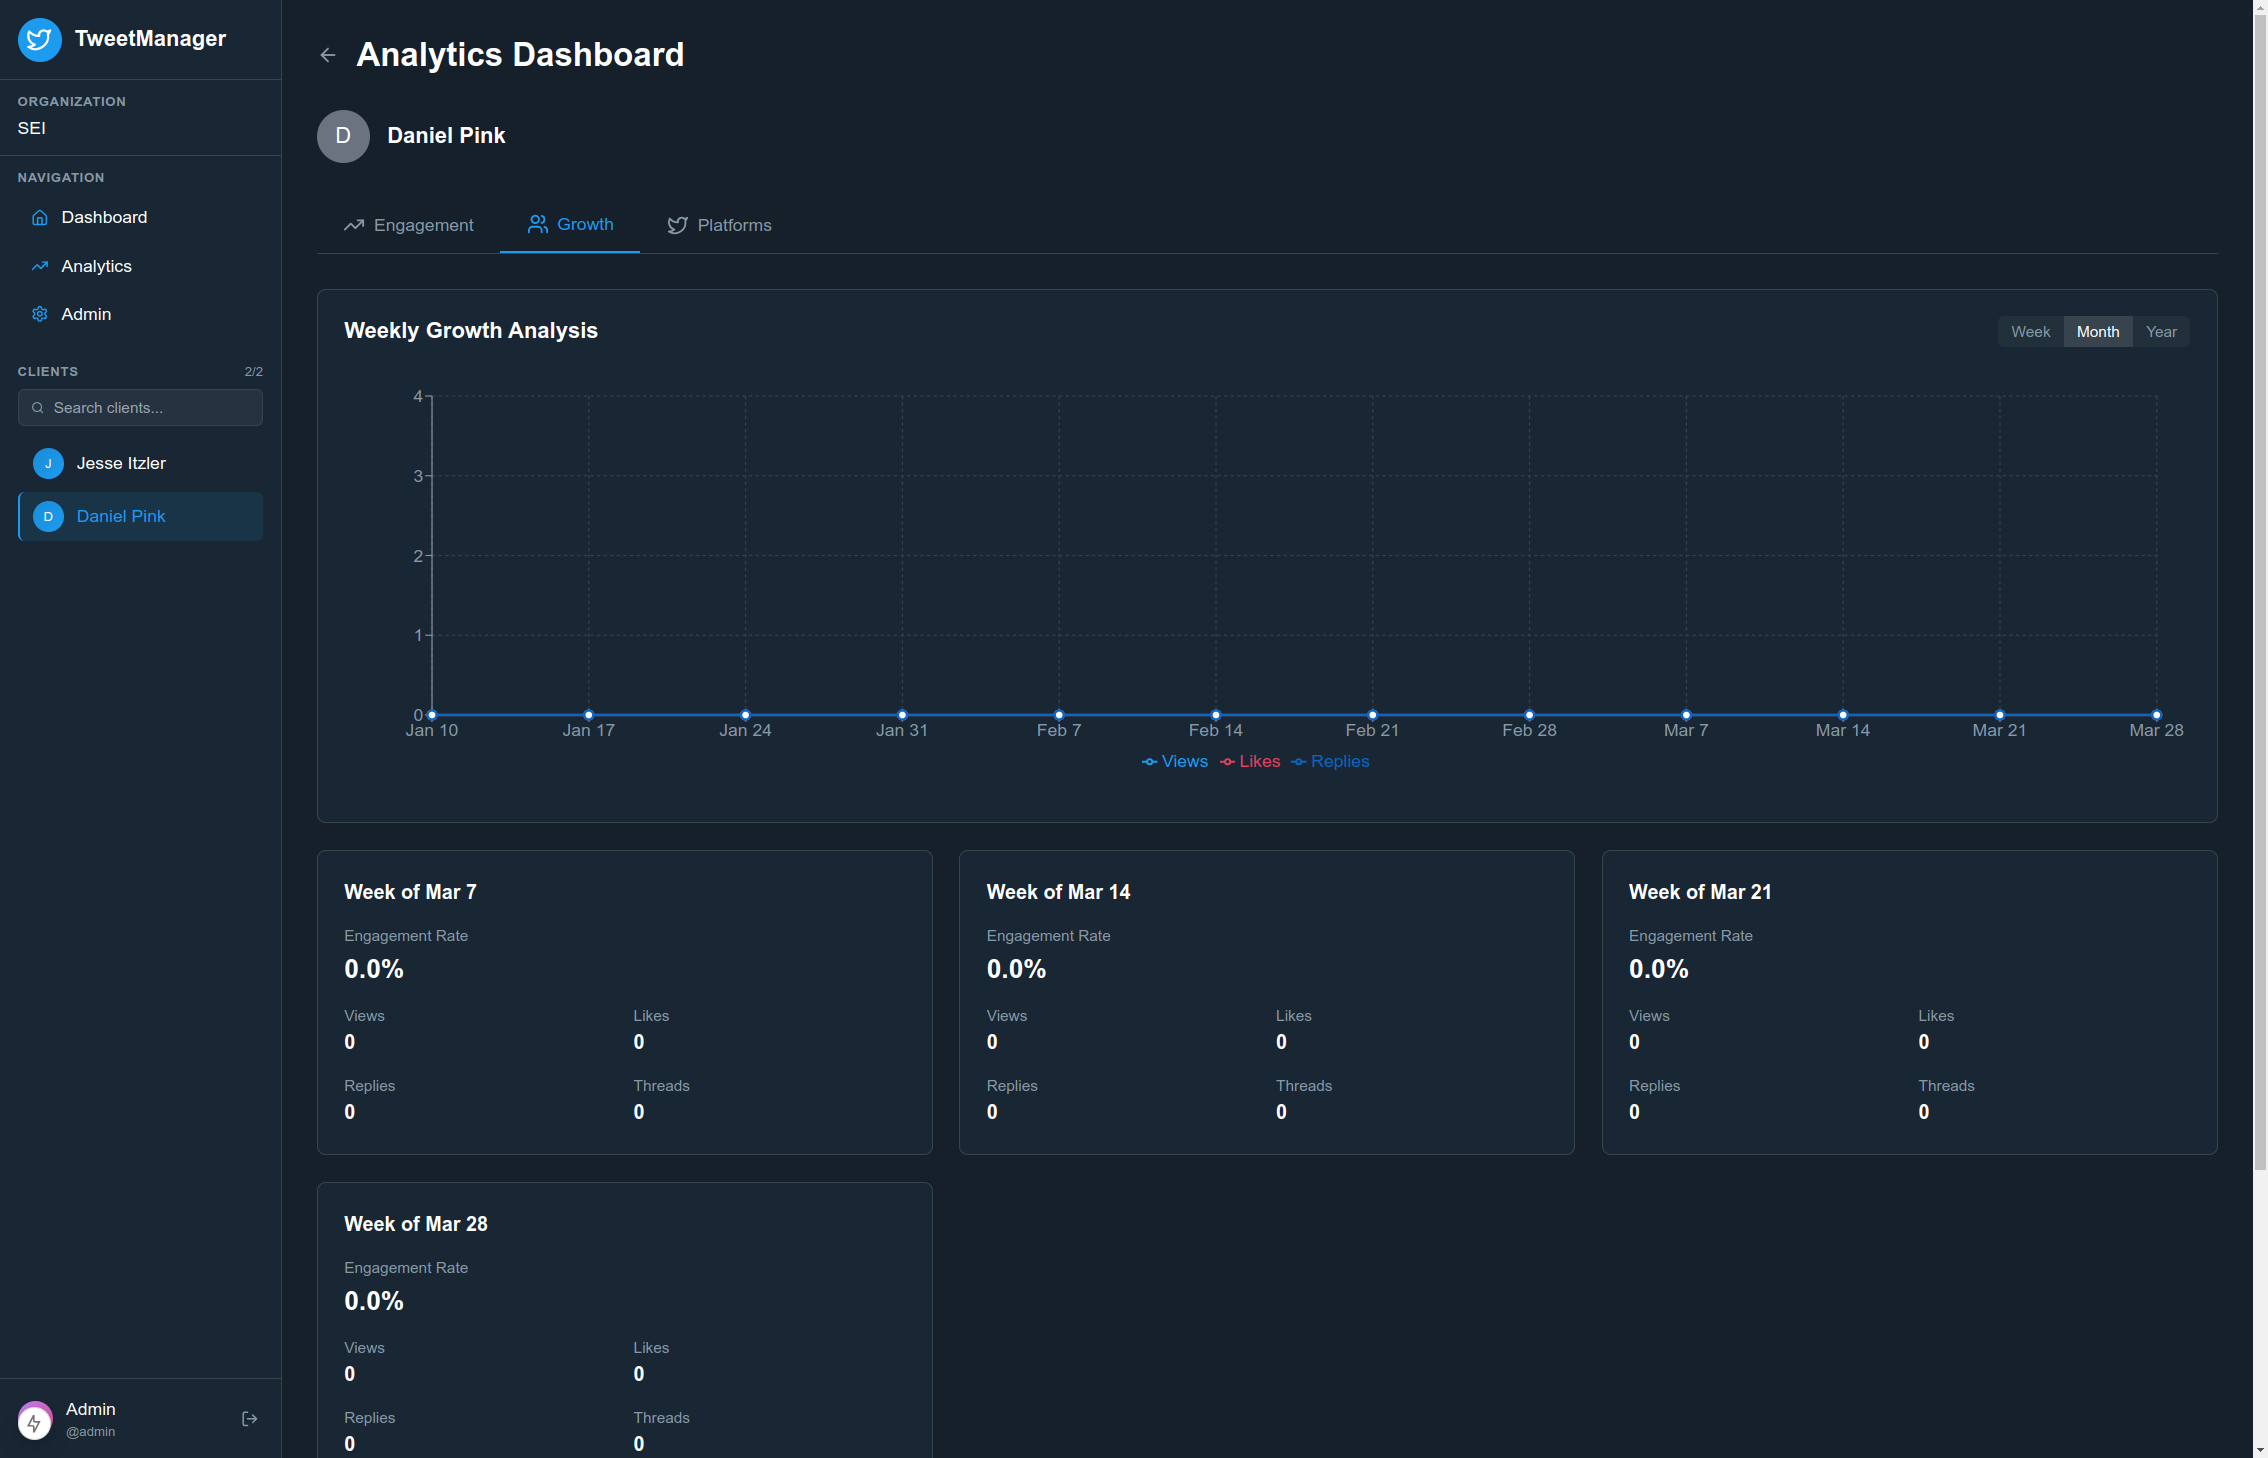 TweetManager
ORGANIZATION
SEI
NAVIGATION
Dashboard
Analytics
Admin
CLIENTS 2/2
Search clients...
J Jesse Itzler
D Daniel Pink
Admin
@admin
Analytics Dashboard
D Daniel Pink
Engagement Growth Platforms
Weekly Growth Analysis
Week Month Year
4
3
2
1
0
Jan 10 Jan 17 Jan 24 Jan 31 Feb 7 Feb 14 Feb 21 Feb 28 Mar 7 Mar 14 Mar 21 Mar 28
Views Likes Replies
Week of Mar 7
Engagement Rate
0.0%
Views Likes
0 0
Replies Threads
0 0
Week of Mar 14
Engagement Rate
0.0%
Views Likes
0 0
Replies Threads
0 0
Week of Mar 21
Engagement Rate
0.0%
Views Likes
0 0
Replies Threads
0 0
Week of Mar 28
Engagement Rate
0.0%
Views Likes
0 0
Replies Threads
0 0